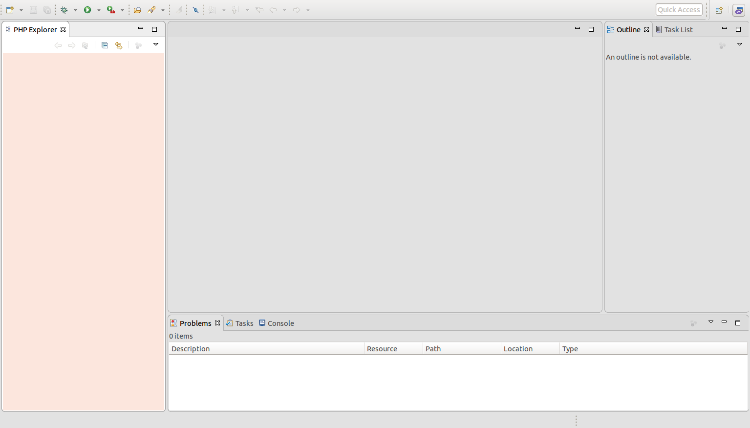 Quick Access
PHP Explorer
Outline
Task List
An outline is not available.
Problems
Tasks
Console
0 items
Description
Resource
Path
Location
Type